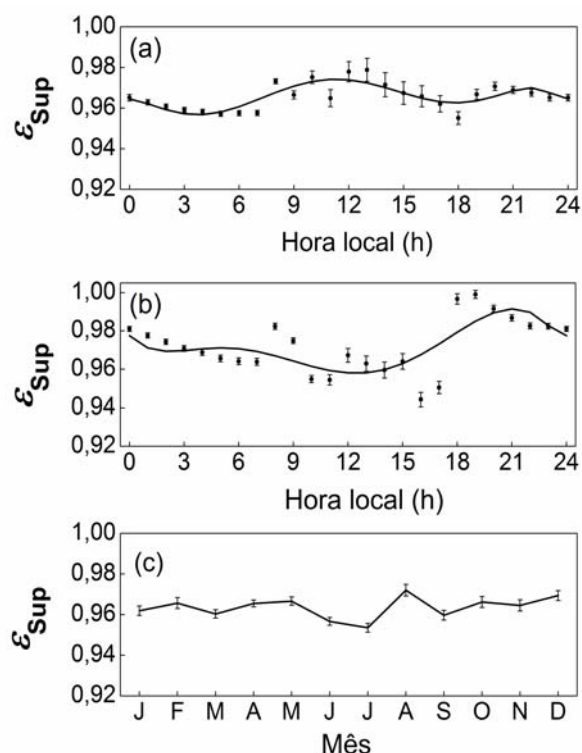 (a)
1,00
0,98
0,96
0,94
0,92
εSup
0 3 6 9 12 15 18 21 24
Hora local (h)
(b)
1,00
0,98
0,96
0,94
0,92
εSup
0 3 6 9 12 15 18 21 24
Hora local (h)
(c)
1,00
0,98
0,96
0,94
0,92
εSup
J F M A M J J A S O N D
Mês